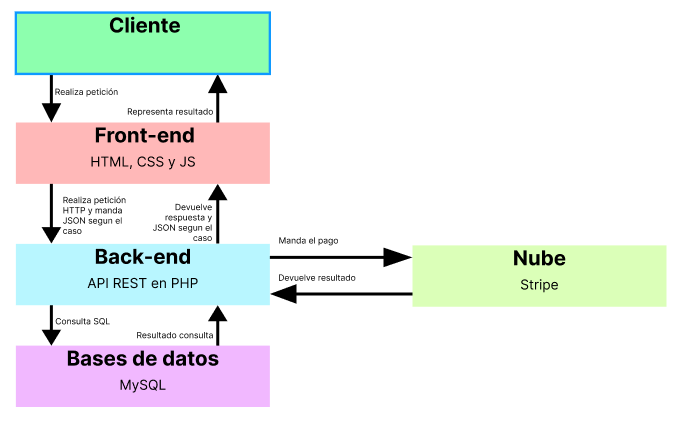 Cliente
Realiza petición
Representa resultado
Front-end
HTML, CSS y JS
Realiza petición
HTTP y manda
JSON segun el
caso
Devuelve
respuesta y
JSON segun el
caso
Back-end
API REST en PHP
Manda el pago
Devuelve resultado
Nube
Stripe
Consulta SQL
Resultado consulta
Bases de datos
MySQL